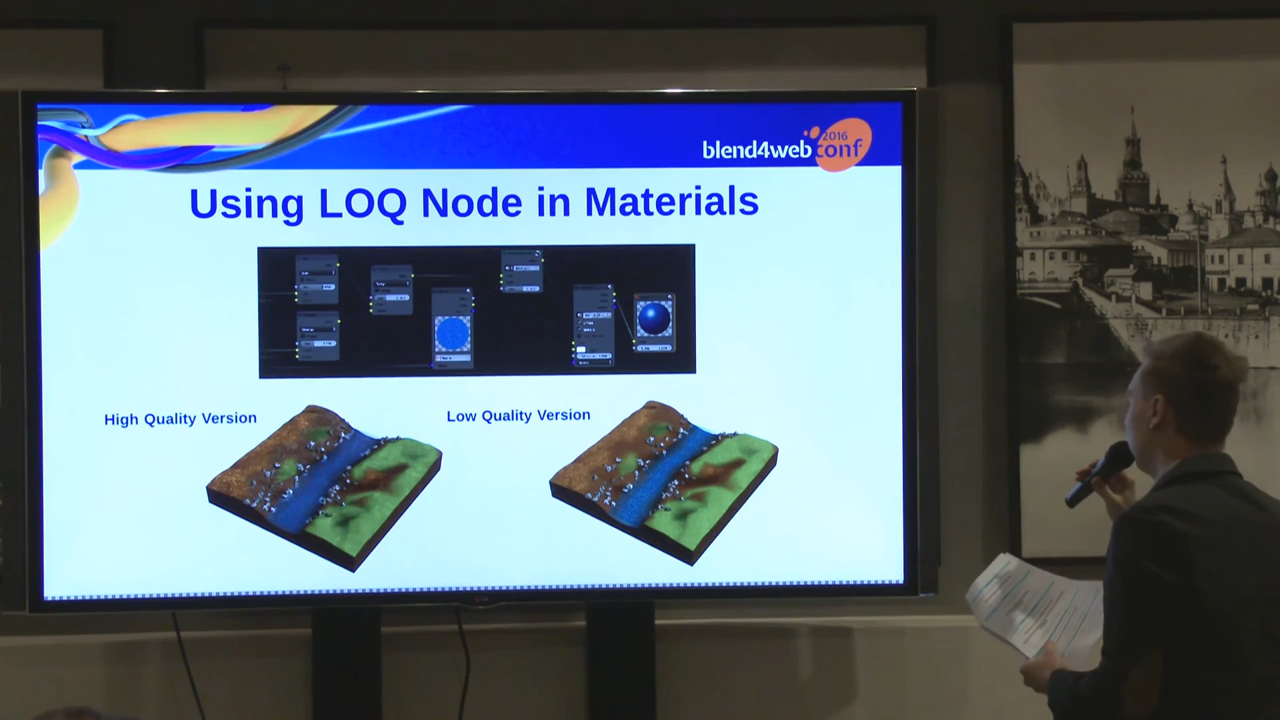 blend4web
2016
conf
Using LOQ Node in Materials
High Quality Version
Low Quality Version